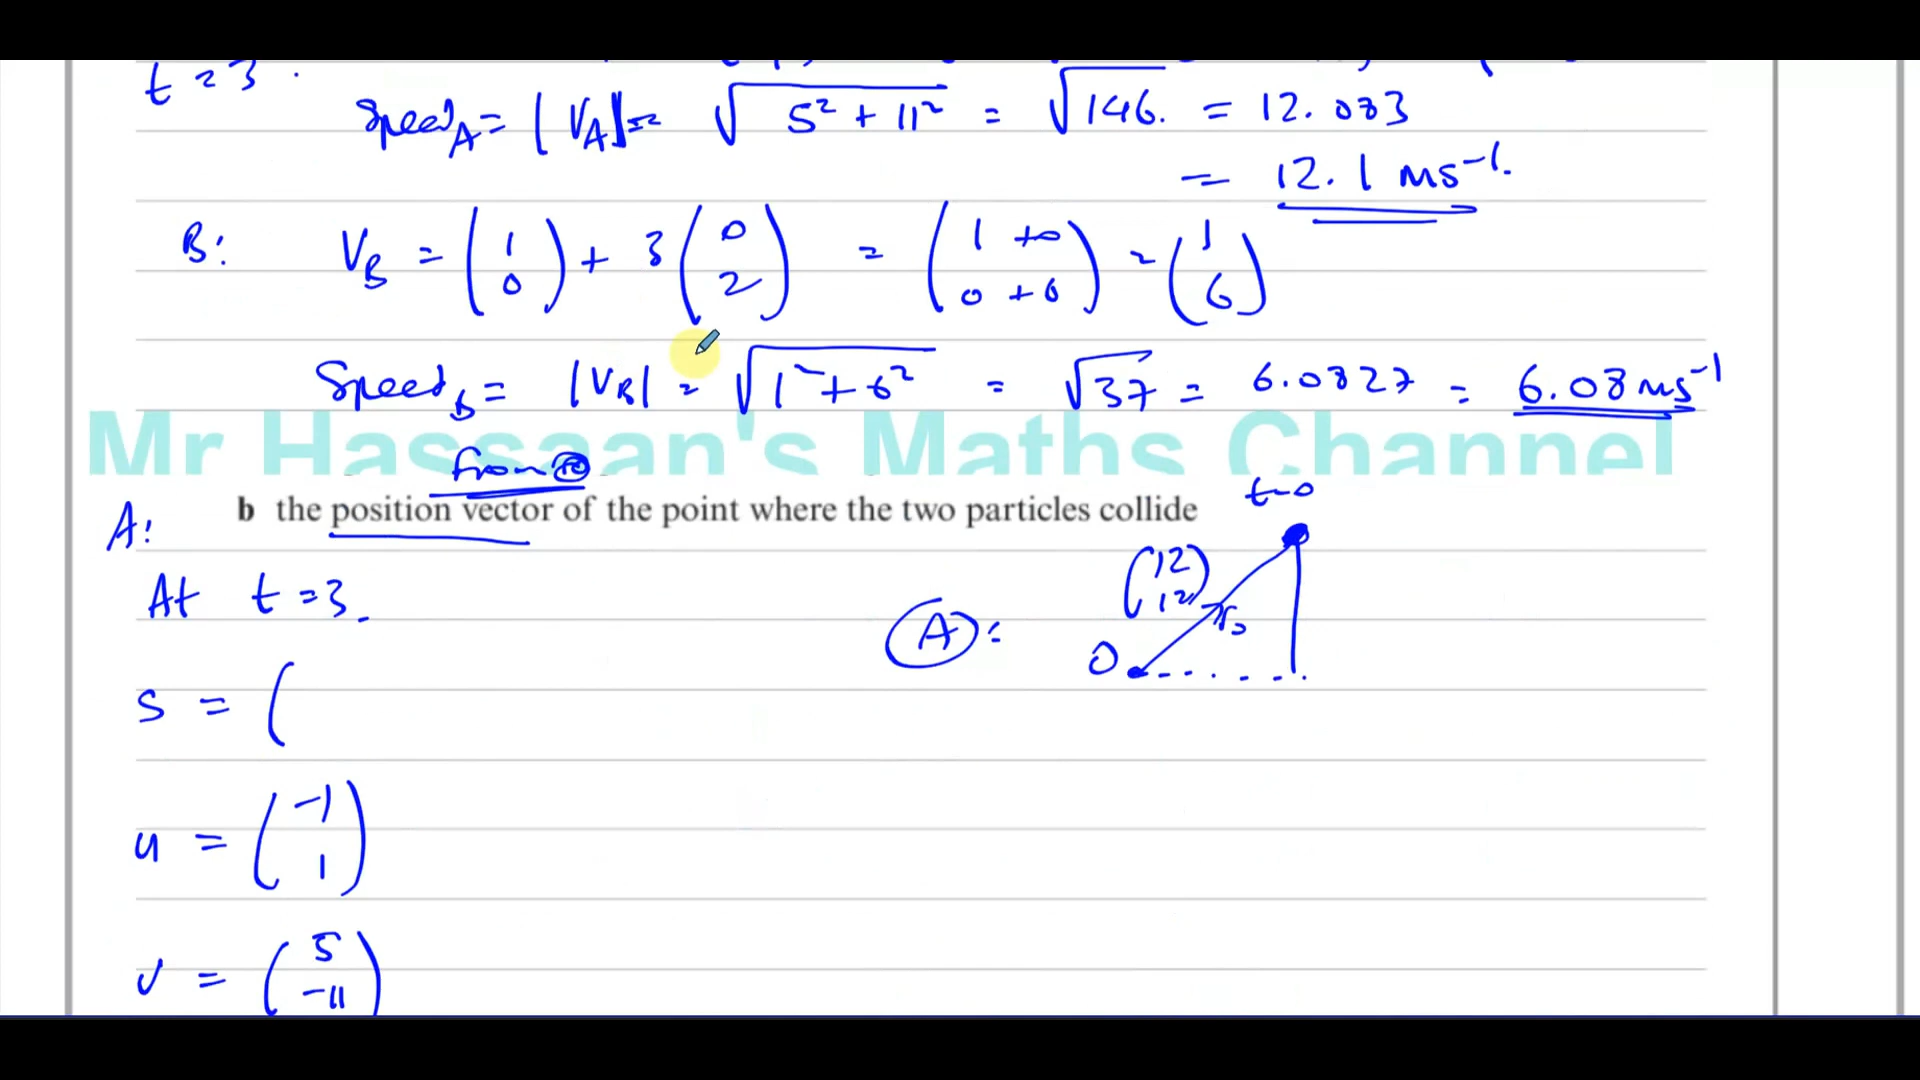 t = 3 .
Speed_A = |V_A| = √(5² + 11²) = √146. = 12.083
= 12.1 ms⁻¹.
B: V_B = (1 0) + 3 (0 2) = (1 +0 0 +6) = (1 6)
Speed_B = |V_B| = √(1² + 6²) = √37 = 6.0827 = 6.08 ms⁻¹
Mr Hassaan's Maths Channel
from
b the position vector of the point where the two particles collide
t=0
A:
At t = 3.
(12 12)
A :
r₀
O
s = (
u = (-1 1)
v = (5 -11)